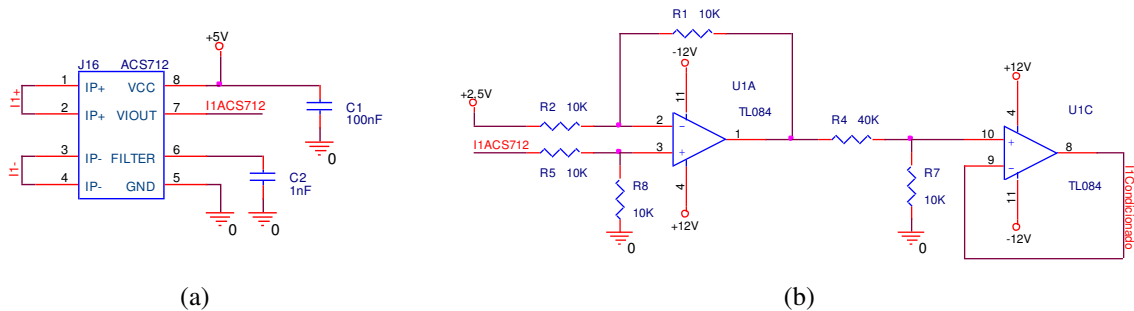 J16 ACS712
+5V
1 IP+ VCC 8
2 IP+ VIOUT 7 I1ACS712
3 IP- FILTER 6
4 IP- GND 5
I1+
I1-
C1
100nF
0
C2
1nF
0
0
(a)
R1 10K
-12V
11
U1A
TL084
+2.5V
R2 10K
2
-
1
I1ACS712
R5 10K
3
+
4
+12V
R8
10K
0
R4 40K
R7
10K
0
+12V
4
U1C
10
+
8
9
-
TL084
11
-12V
I1Condicionado
(b)